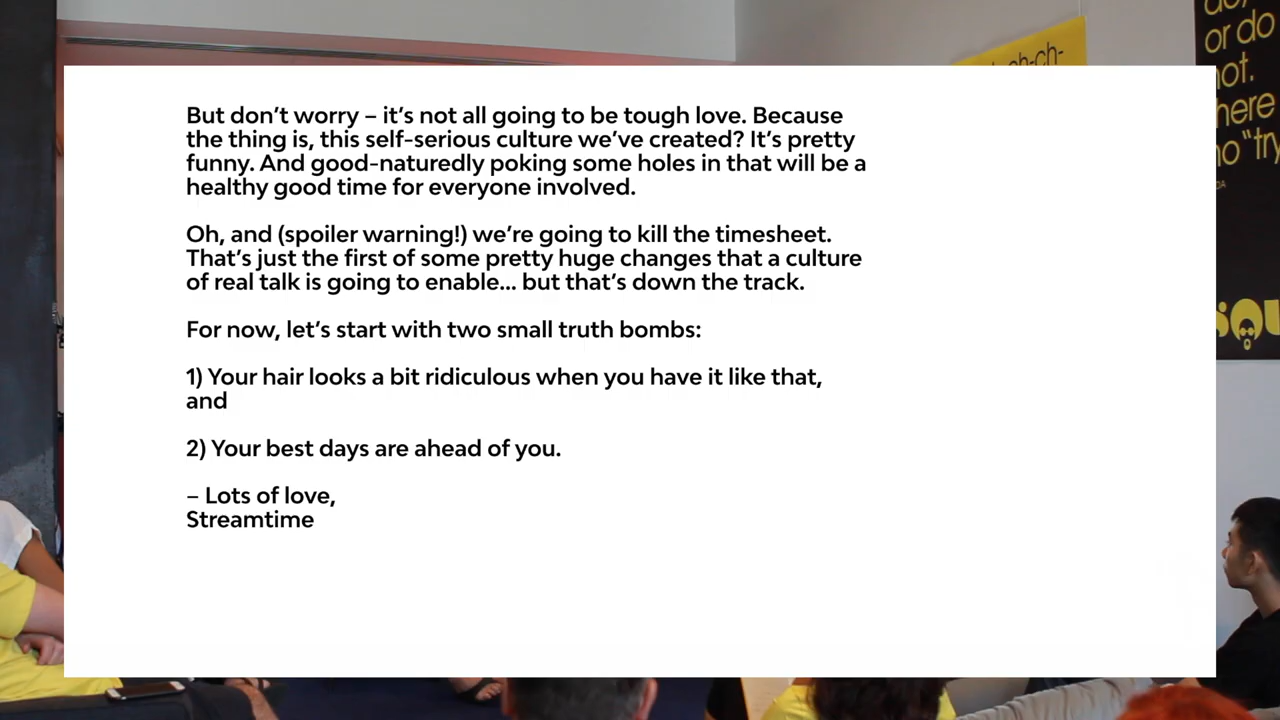 But don’t worry – it’s not all going to be tough love. Because
the thing is, this self-serious culture we’ve created? It’s pretty
funny. And good-naturedly poking some holes in that will be a
healthy good time for everyone involved.
Oh, and (spoiler warning!) we’re going to kill the timesheet.
That’s just the first of some pretty huge changes that a culture
of real talk is going to enable... but that’s down the track.
For now, let’s start with two small truth bombs:
1) Your hair looks a bit ridiculous when you have it like that,
and
2) Your best days are ahead of you.
– Lots of love,
Streamtime
or do
not.